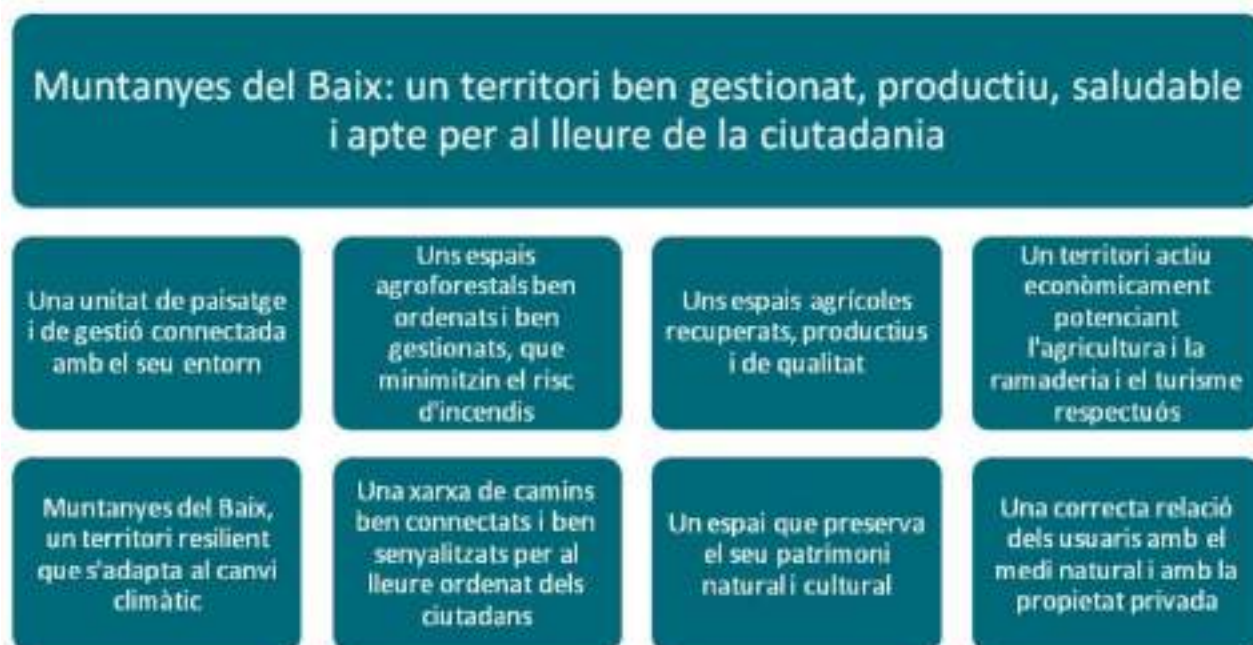 Muntanyes del Baix: un territori ben gestionat, productiu, saludable
i apte per al lleure de la ciutadania
Una unitat de paisatge
i de gestió connectada
amb el seu entorn
Uns espais
agroforestals ben
ordenats i ben
gestionats, que
minimitzin el risc
d'incendis
Uns espais agrícoles
recuperats, productius
i de qualitat
Un territori actiu
econòmicament
potenciant
l'agricultura i la
ramaderia i el turisme
respectuós
Muntanyes del Baix,
un territori resilient
que s'adapta al canvi
climàtic
Una xarxa de camins
ben connectats i ben
senyalitzats per al
lleure ordenat dels
ciutadans
Un espai que preserva
el seu patrimoni
natural i cultural
Una correcta relació
dels usuaris amb el
medi natural i amb la
propietat privada